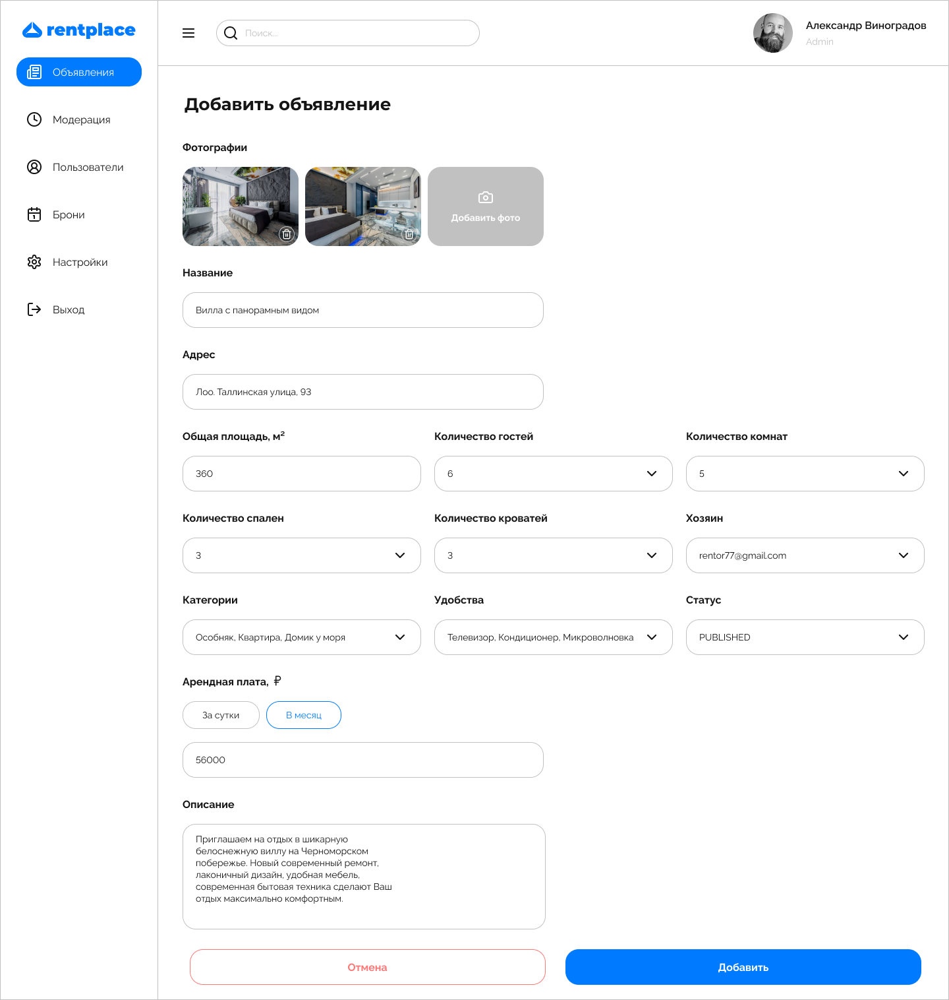 rentplace
Поиск...
Александр Виноградов
Admin
Объявления
Модерация
Пользователи
Брони
Настройки
Выход
Добавить объявление
Фотографии
Добавить фото
Название
Вилла с панорамным видом
Адрес
Лоо. Таллинская улица, 93
Общая площадь, м²
Количество гостей
Количество комнат
360
6
5
Количество спален
Количество кроватей
Хозяин
3
3
rentor77@gmail.com
Категории
Удобства
Статус
Особняк, Квартира, Домик у моря
Телевизор, Кондиционер, Микроволновка
PUBLISHED
Арендная плата, ₽
За сутки
В месяц
56000
Описание
Приглашаем на отдых в шикарную
белоснежную виллу на Черноморском
побережье. Новый современный ремонт,
лаконичный дизайн, удобная мебель,
современная бытовая техника сделают Ваш
отдых максимально комфортным.
Отмена
Добавить